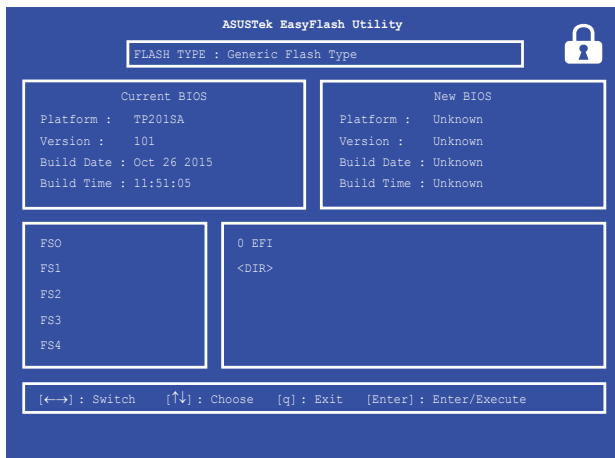 ASUSTek EasyFlash Utility
FLASH TYPE : Generic Flash Type
Current BIOS
Platform : TP201SA
Version : 101
Build Date : Oct 26 2015
Build Time : 11:51:05
New BIOS
Platform : Unknown
Version : Unknown
Build Date : Unknown
Build Time : Unknown
FSO
FS1
FS2
FS3
FS4
0 EFI
<DIR>
[←→] : Switch [↑↓] : Choose [q] : Exit [Enter] : Enter/Execute